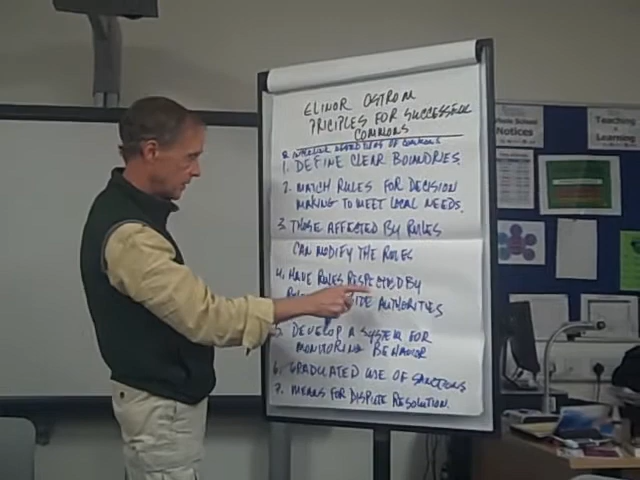 ELINOR OSTROM
PRICIPLES FOR SUCCESSFUL
COMMONS
1. DEFINE CLEAR BOUNDRIES.
2. MATCH RULES FOR DECISION
MAKING TO MEET LOCAL NEEDS.
3. THOSE AFFECTED BY RULES
CAN MODIFY THE RULES
4. HAVE RULES RESPECTED BY
AUTHORITIES
5. DEVELOP A SYSTEM FOR
MONITORING BEHAVIOR
6. GRADUATED USE OF SANCTIONS
7. MEANS FOR DISPUTE RESOLUTION.
School
Notices
Teaching
Learning